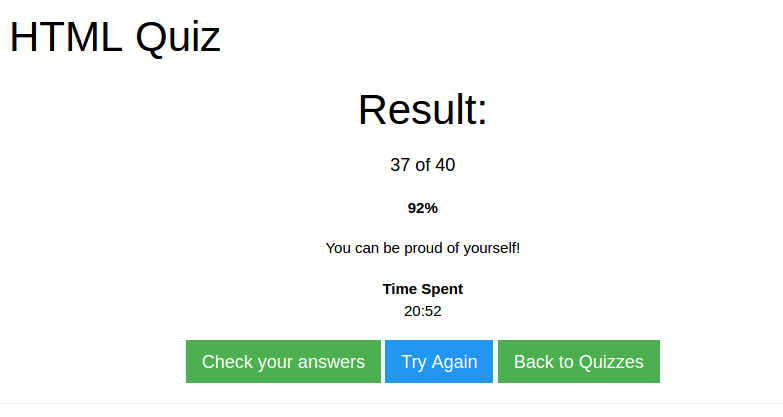 HTML Quiz
Result:
37 of 40
92%
You can be proud of yourself!
Time Spent
20:52
Check your answers Try Again Back to Quizzes